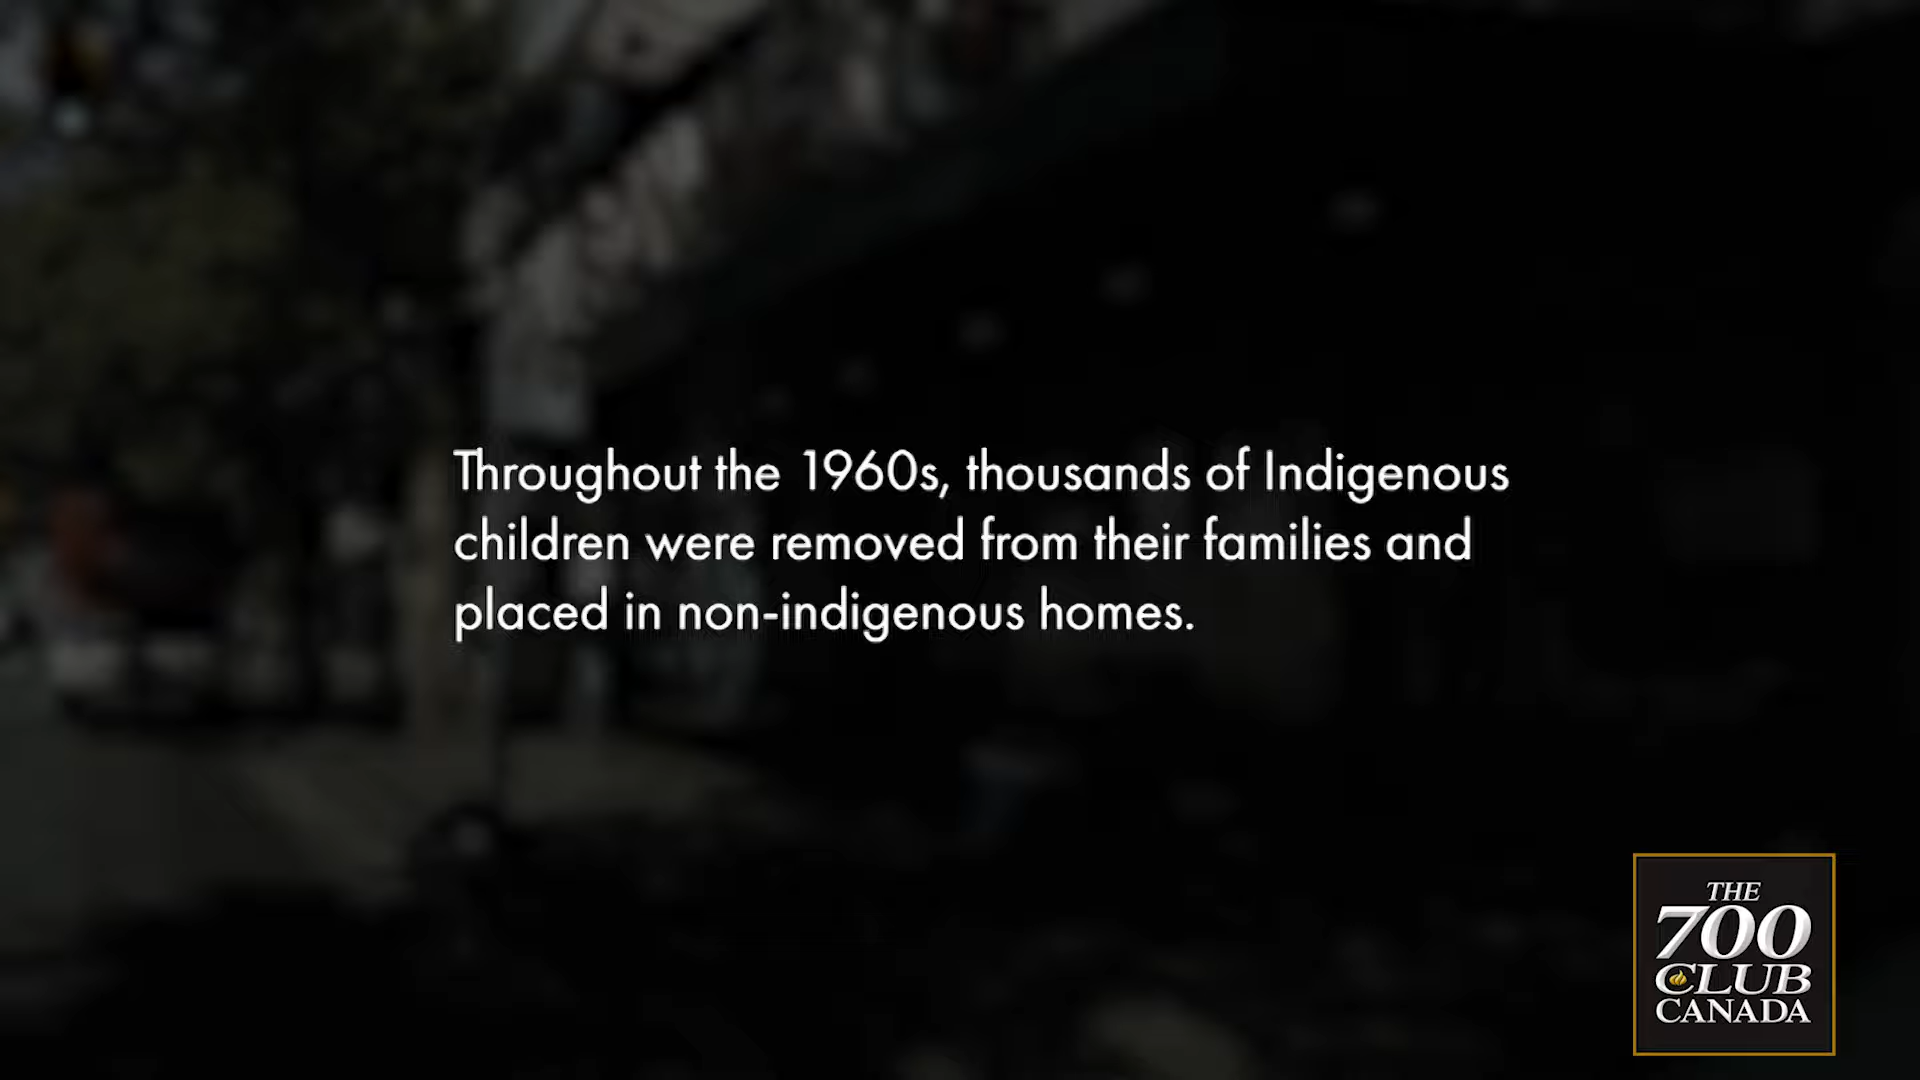 Throughout the 1960s, thousands of Indigenous
children were removed from their families and
placed in non-indigenous homes.
THE
700
CLUB
CANADA